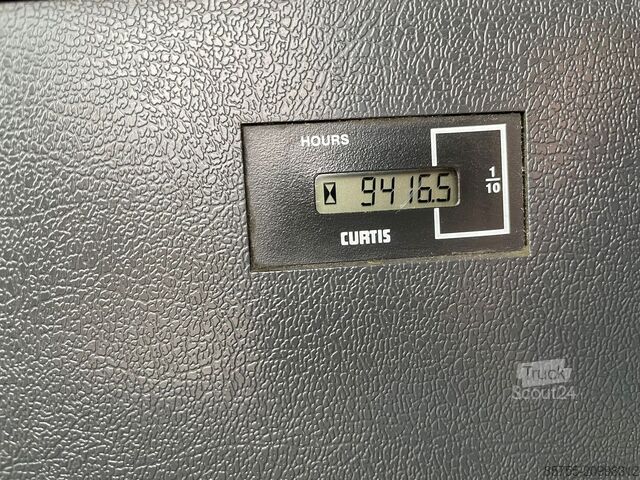 HOURS
9416.5
1/10
CURTIS
Truck
Scout24